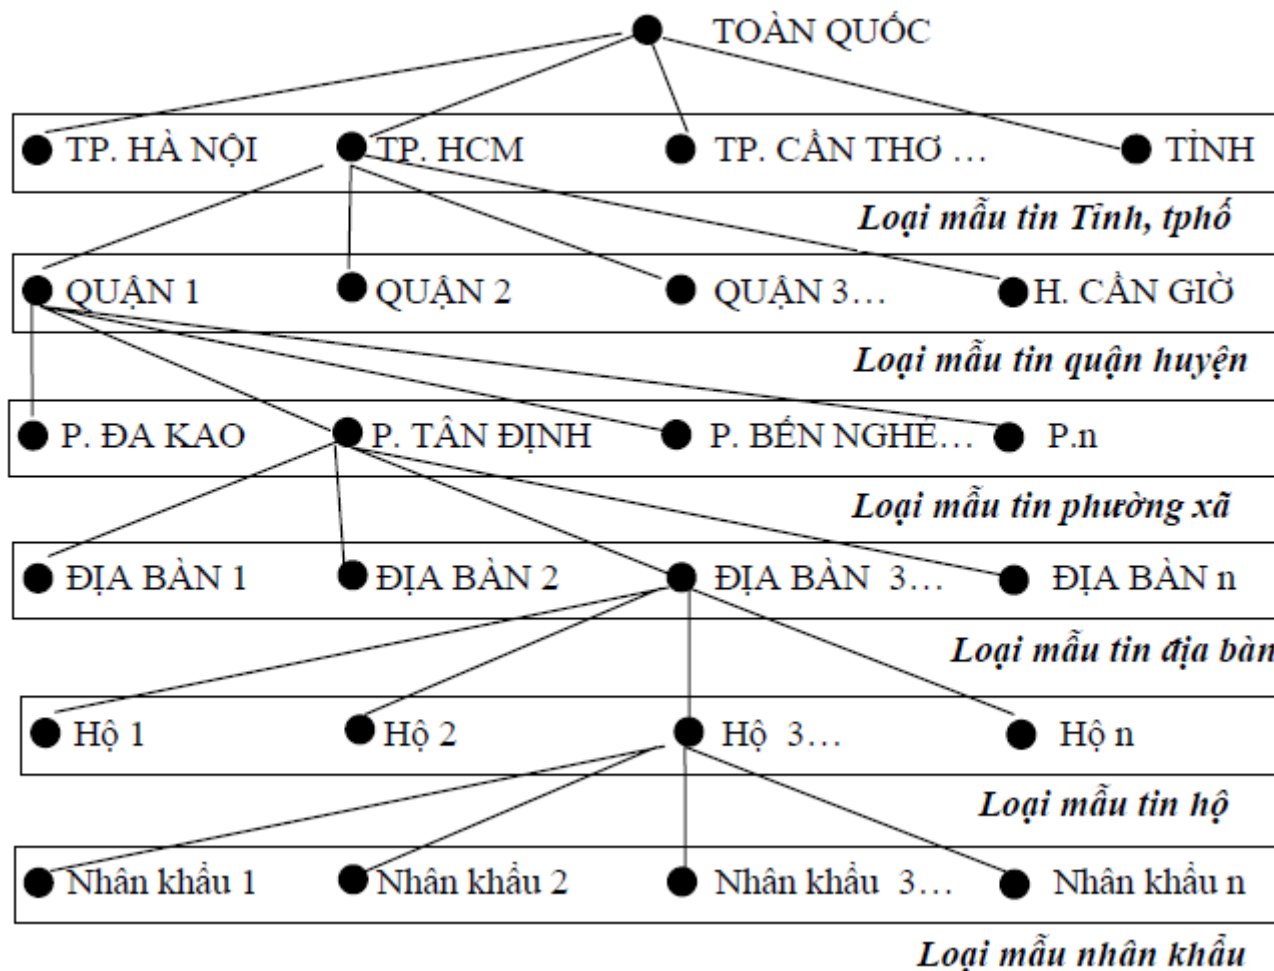 TOÀN QUỐC
TP. HÀ NỘI TP. HCM TP. CẦN THƠ ... TỈNH
Loại mẫu tin Tỉnh, tphố
QUẬN 1 QUẬN 2 QUẬN 3... H. CẦN GIỜ
Loại mẫu tin quận huyện
P. ĐA KAO P. TÂN ĐỊNH P. BẾN NGHÉ... P.n
Loại mẫu tin phường xã
ĐỊA BÀN 1 ĐỊA BÀN 2 ĐỊA BÀN 3... ĐỊA BÀN n
Loại mẫu tin địa bàn
Hộ 1 Hộ 2 Hộ 3... Hộ n
Loại mẫu tin hộ
Nhân khẩu 1 Nhân khẩu 2 Nhân khẩu 3... Nhân khẩu n
Loại mẫu nhân khẩu